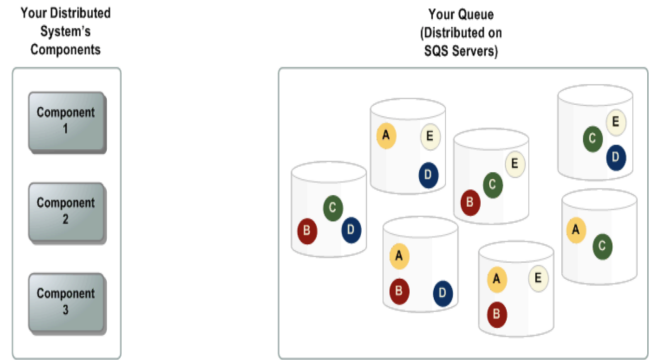 Your Distributed
System's
Components
Component
1
Component
2
Component
3
Your Queue
(Distributed on
SQS Servers)
A
E
D
E
C
B
E
C
D
C
B
D
A
C
A
B
D
A
E
B